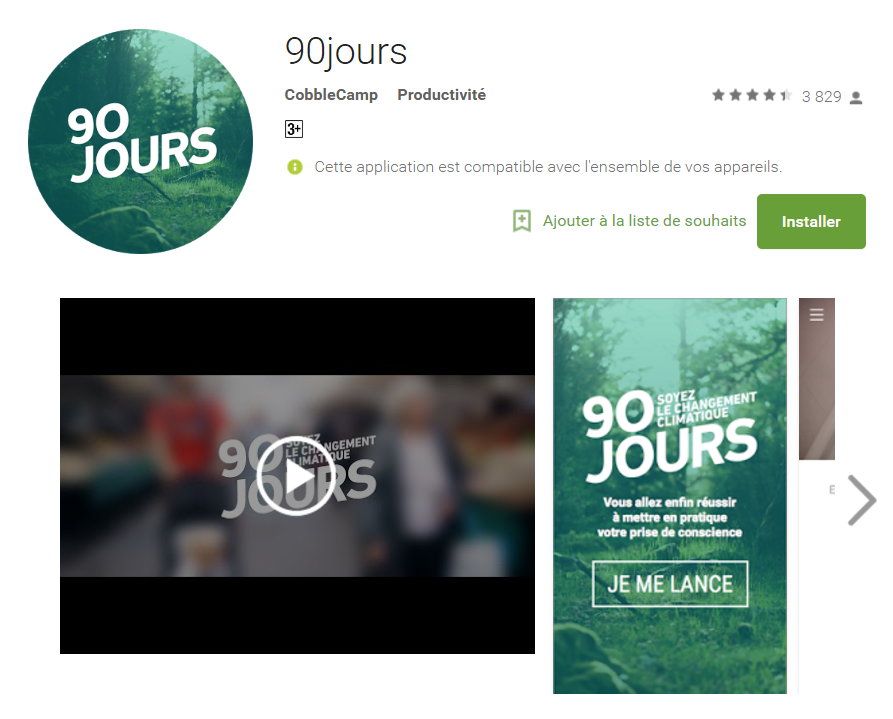 90
JOURS
90jours
CobbleCamp Productivité
3 829
3+
Cette application est compatible avec l'ensemble de vos appareils.
Ajouter à la liste de souhaits
Installer
90 SOYEZ
LE CHANGEMENT
CLIMATIQUE
JOURS
90 SOYEZ
LE CHANGEMENT
CLIMATIQUE
JOURS
Vous allez enfin réussir
à mettre en pratique
votre prise de conscience
JE ME LANCE
E